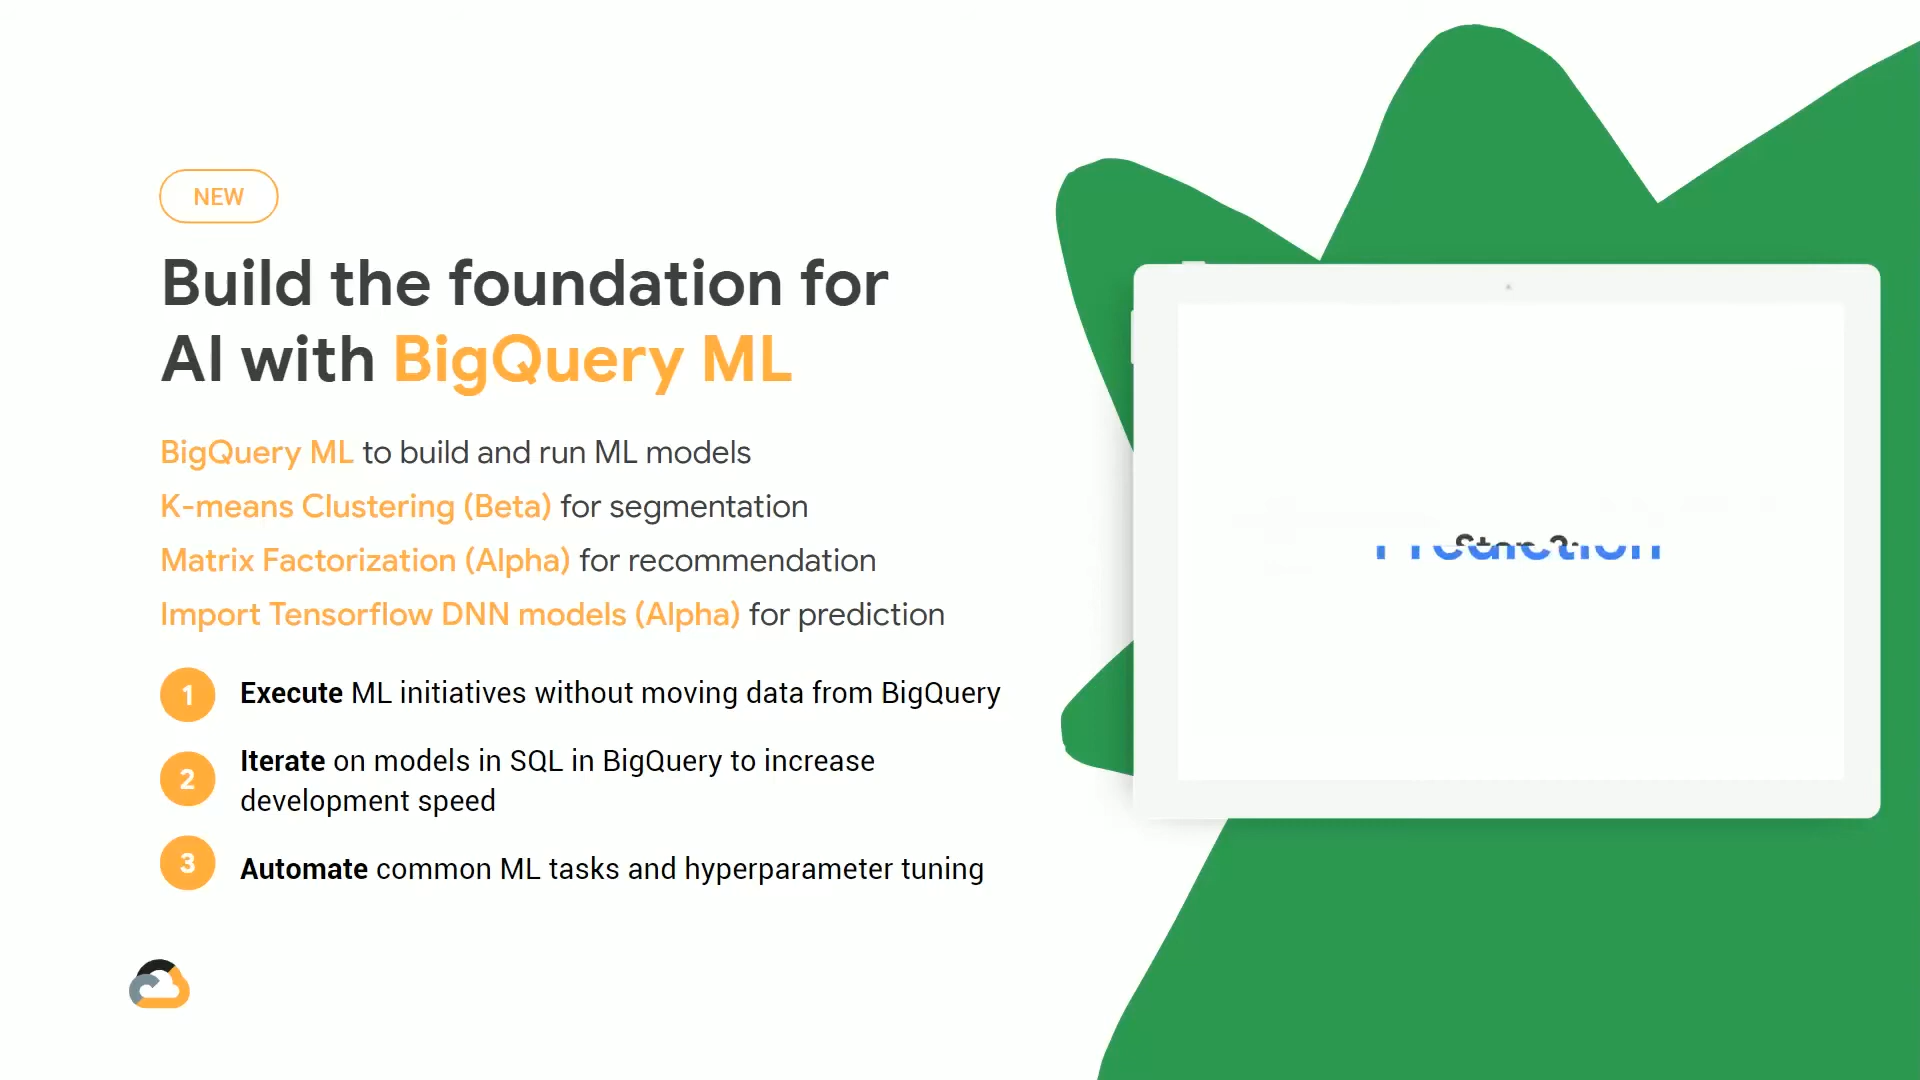 NEW
Build the foundation for
AI with BigQuery ML
BigQuery ML to build and run ML models
K-means Clustering (Beta) for segmentation
Matrix Factorization (Alpha) for recommendation
Import Tensorflow DNN models (Alpha) for prediction
1 Execute ML initiatives without moving data from BigQuery
2 Iterate on models in SQL in BigQuery to increase
development speed
3 Automate common ML tasks and hyperparameter tuning
Prediction